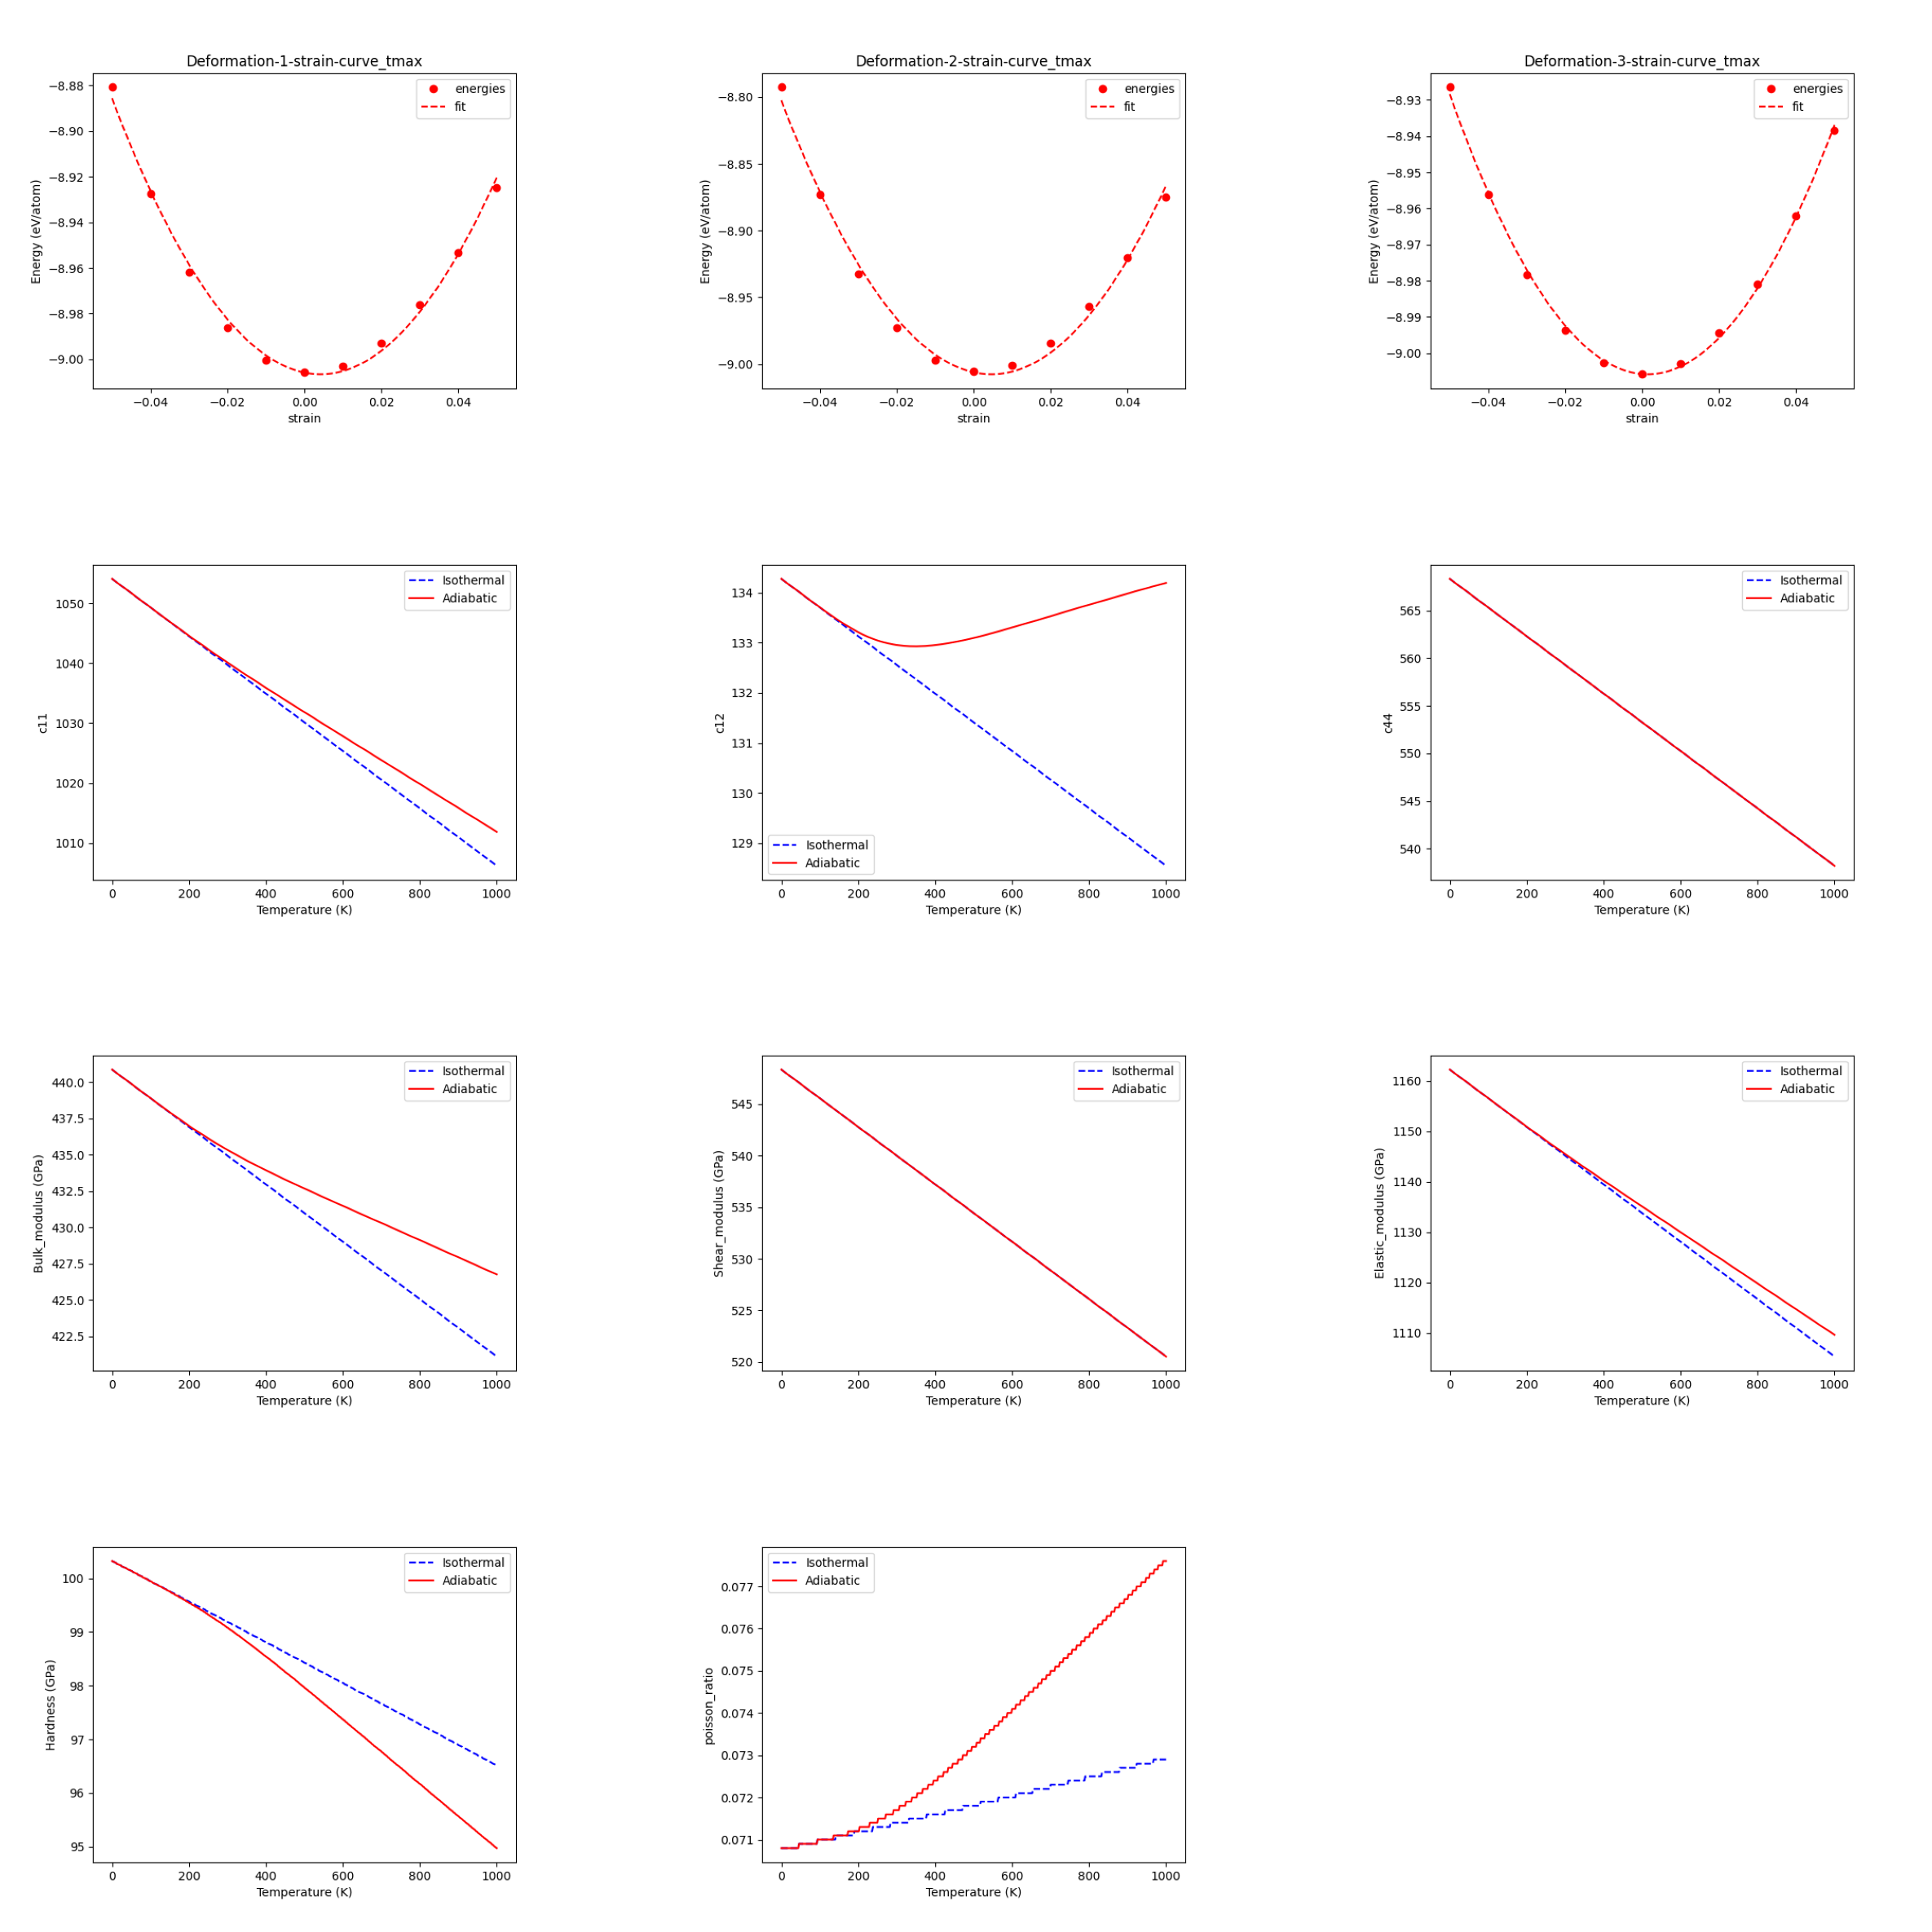 Deformation-1-strain-curve_tmax
energies
fit
−8.88
−8.90
−8.92
−8.94
−8.96
−8.98
−9.00
Energy (eV/atom)
−0.04 −0.02 0.00 0.02 0.04
strain
Deformation-2-strain-curve_tmax
energies
fit
−8.80
−8.85
−8.90
−8.95
−9.00
Energy (eV/atom)
−0.04 −0.02 0.00 0.02 0.04
strain
Deformation-3-strain-curve_tmax
energies
fit
−8.93
−8.94
−8.95
−8.96
−8.97
−8.98
−8.99
−9.00
Energy (eV/atom)
−0.04 −0.02 0.00 0.02 0.04
strain
Isothermal
Adiabatic
1050
1040
1030
1020
1010
c11
0 200 400 600 800 1000
Temperature (K)
134
133
132
131
130
129
c12
Isothermal
Adiabatic
0 200 400 600 800 1000
Temperature (K)
Isothermal
Adiabatic
565
560
555
550
545
540
c44
0 200 400 600 800 1000
Temperature (K)
Isothermal
Adiabatic
440.0
437.5
435.0
432.5
430.0
427.5
425.0
422.5
Bulk_modulus (GPa)
0 200 400 600 800 1000
Temperature (K)
Isothermal
Adiabatic
545
540
535
530
525
520
Shear_modulus (GPa)
0 200 400 600 800 1000
Temperature (K)
Isothermal
Adiabatic
1160
1150
1140
1130
1120
1110
Elastic_modulus (GPa)
0 200 400 600 800 1000
Temperature (K)
Isothermal
Adiabatic
100
99
98
97
96
95
Hardness (GPa)
0 200 400 600 800 1000
Temperature (K)
Isothermal
Adiabatic
0.077
0.076
0.075
0.074
0.073
0.072
0.071
poisson_ratio
0 200 400 600 800 1000
Temperature (K)